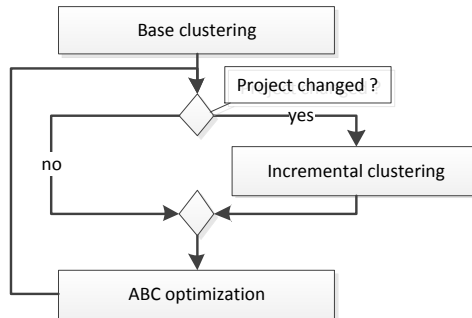 Base clustering
Project changed ?
yes
no
Incremental clustering
ABC optimization